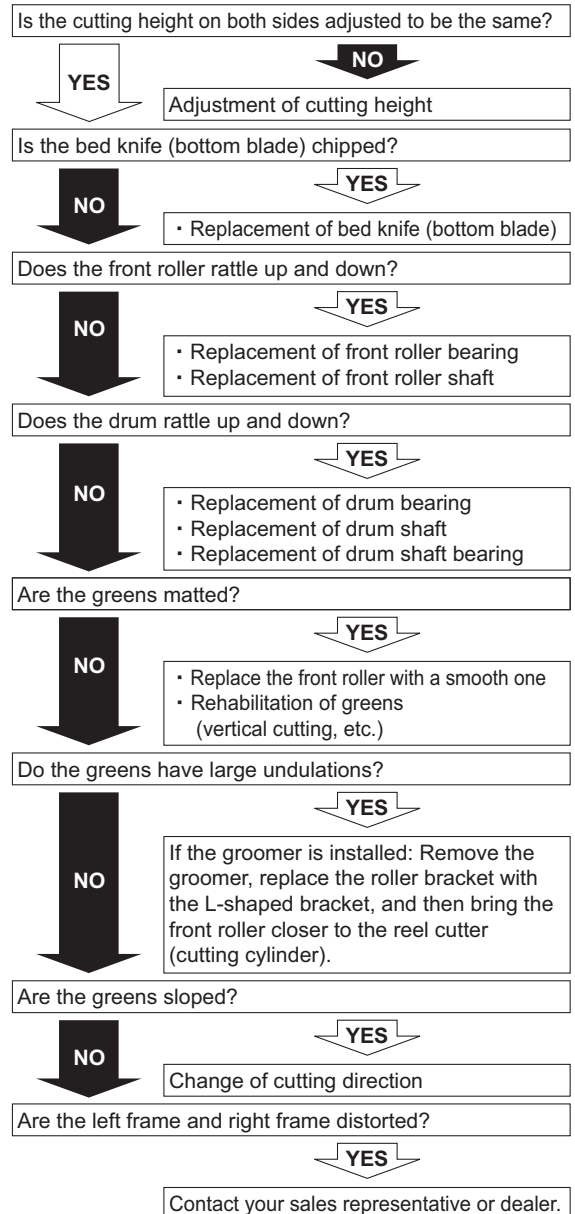 Is the cutting height on both sides adjusted to be the same?
NO
YES
Adjustment of cutting height
Is the bed knife (bottom blade) chipped?
YES
NO
・Replacement of bed knife (bottom blade)
Does the front roller rattle up and down?
YES
NO
・Replacement of front roller bearing
・Replacement of front roller shaft
Does the drum rattle up and down?
YES
NO
・Replacement of drum bearing
・Replacement of drum shaft
・Replacement of drum shaft bearing
Are the greens matted?
YES
NO
・Replace the front roller with a smooth one
・Rehabilitation of greens
(vertical cutting, etc.)
Do the greens have large undulations?
YES
NO
If the groomer is installed: Remove the
groomer, replace the roller bracket with
the L-shaped bracket, and then bring the
front roller closer to the reel cutter
(cutting cylinder).
Are the greens sloped?
YES
NO
Change of cutting direction
Are the left frame and right frame distorted?
YES
Contact your sales representative or dealer.